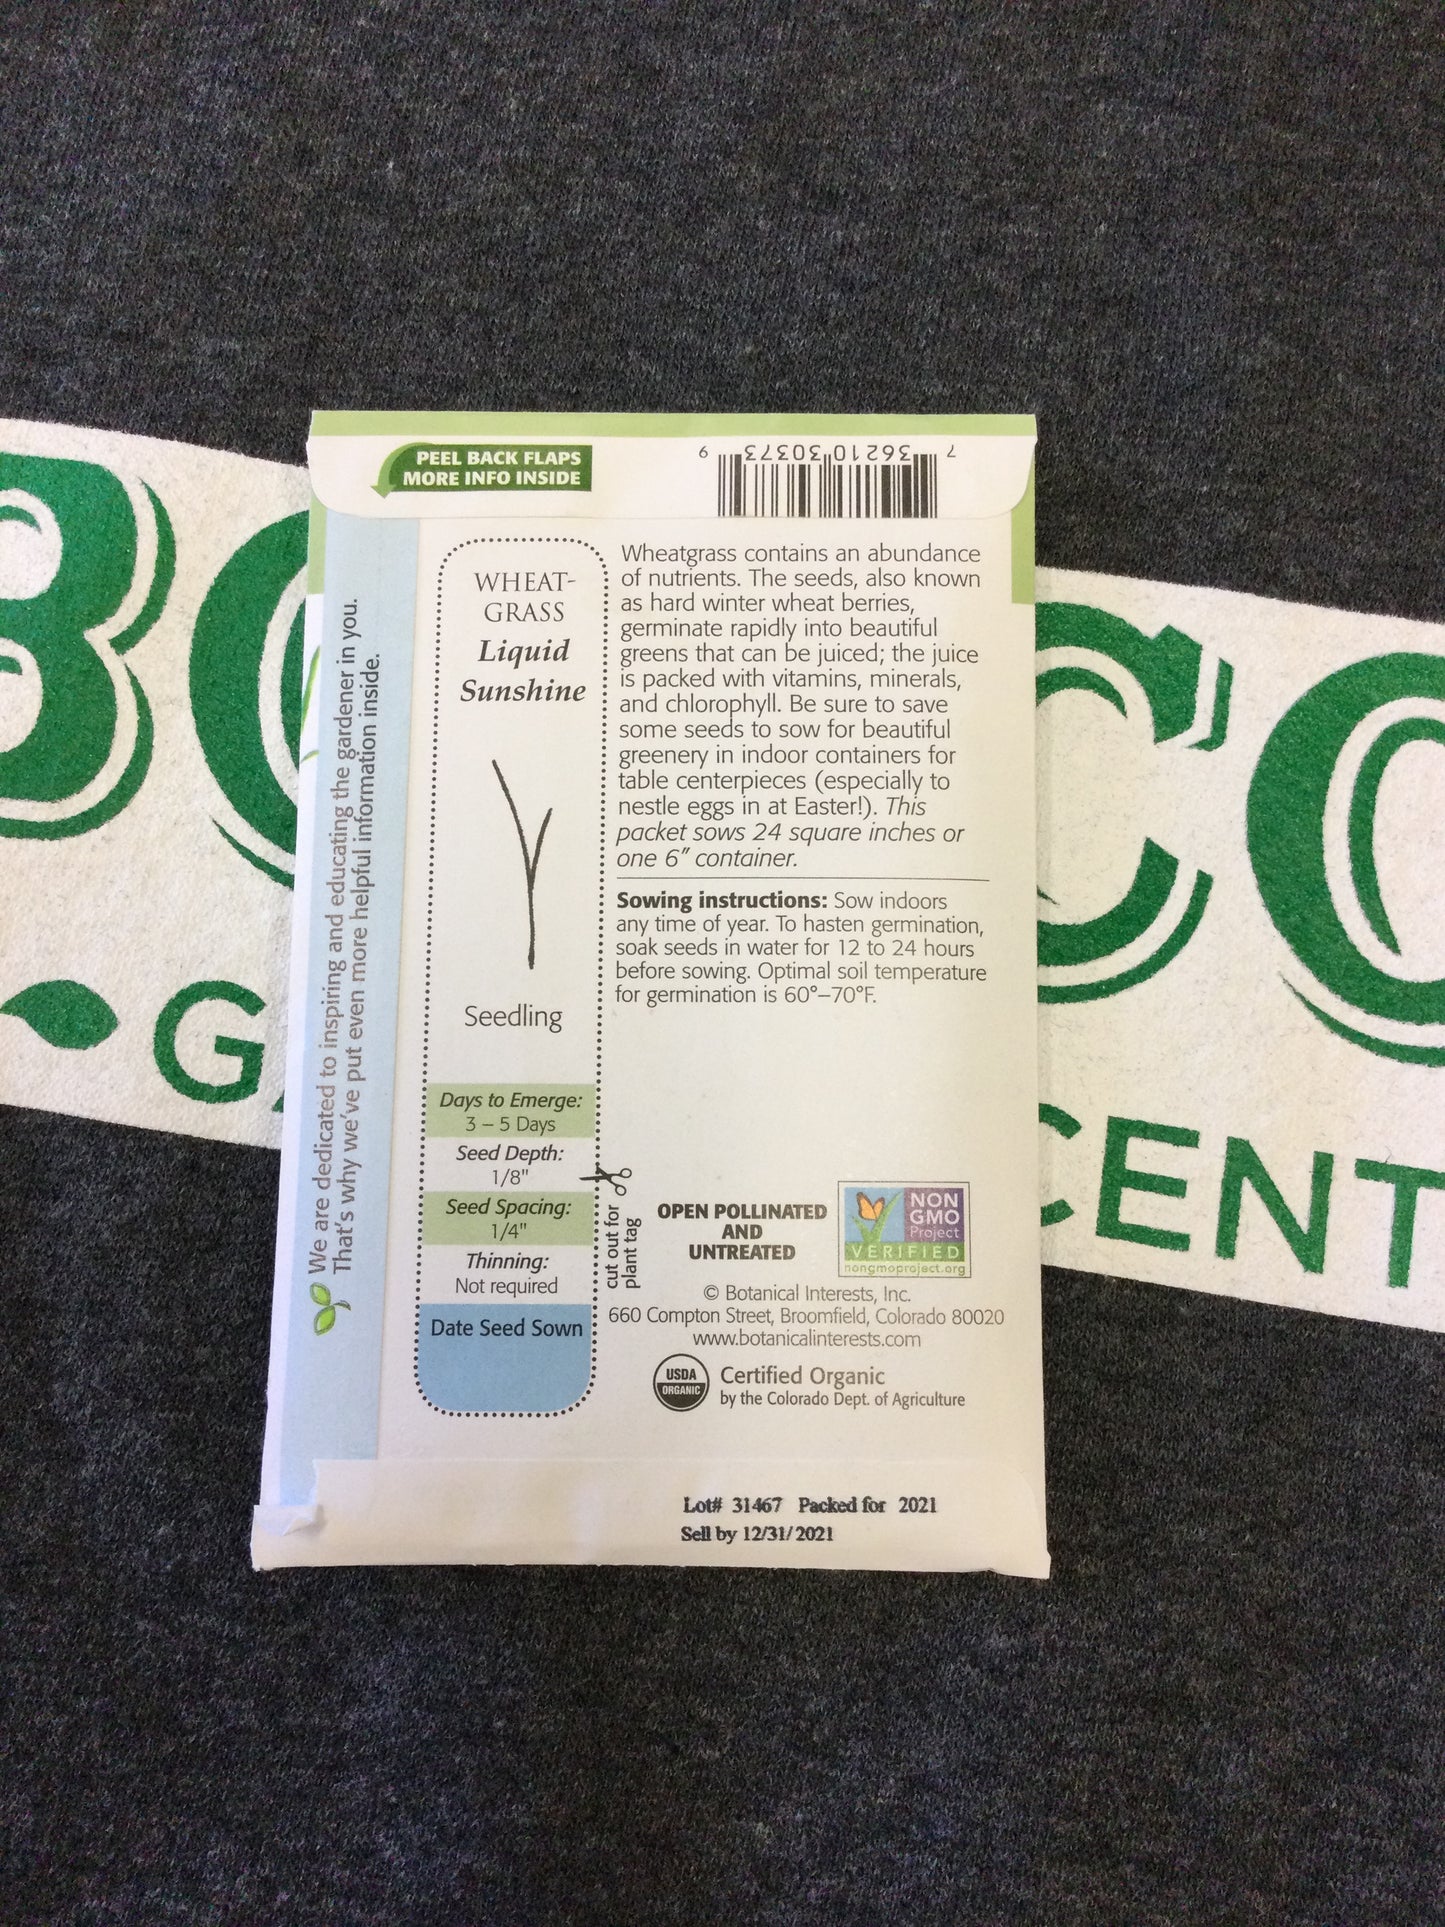 PEEL BACK FLAPS
MORE INFO INSIDE
7 36210 30373 9
We are dedicated to inspiring and educating the gardener in you.
That's why we've put even more helpful information inside.
WHEAT-
GRASS
Liquid
Sunshine
Seedling
Days to Emerge:
3 – 5 Days
Seed Depth:
1/8"
Seed Spacing:
1/4"
Thinning:
Not required
Date Seed Sown
cut out for
plant tag
Wheatgrass contains an abundance
of nutrients. The seeds, also known
as hard winter wheat berries,
germinate rapidly into beautiful
greens that can be juiced; the juice
is packed with vitamins, minerals,
and chlorophyll. Be sure to save
some seeds to sow for beautiful
greenery in indoor containers for
table centerpieces (especially to
nestle eggs in at Easter!). This
packet sows 24 square inches or
one 6" container.
Sowing instructions: Sow indoors
any time of year. To hasten germination,
soak seeds in water for 12 to 24 hours
before sowing. Optimal soil temperature
for germination is 60°–70°F.
OPEN POLLINATED
AND
UNTREATED
NON
GMO
Project
VERIFIED
nongmoproject.org
© Botanical Interests, Inc.
660 Compton Street, Broomfield, Colorado 80020
www.botanicalinterests.com
USDA
ORGANIC
Certified Organic
by the Colorado Dept. of Agriculture
Lot# 31467 Packed for 2021
Sell by 12/31/2021